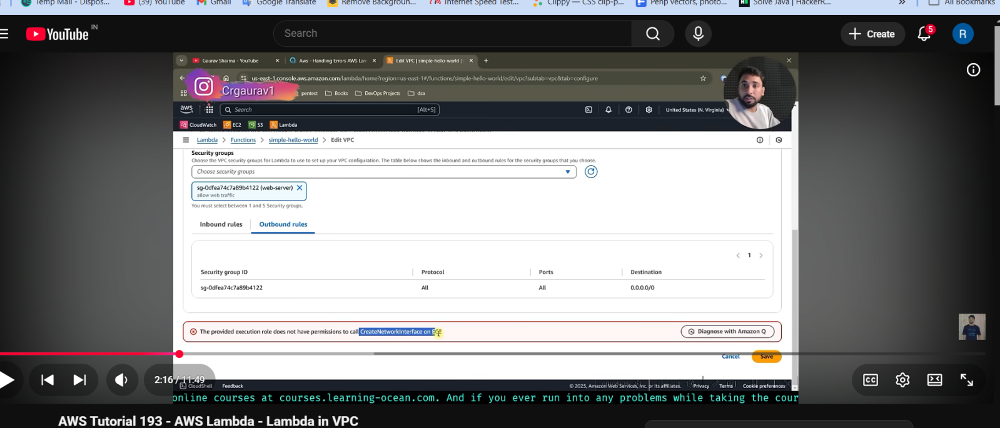 Temp Mail - Dispos...
(39) YouTube
Gmail
Google Translate
Remove Background...
Internet Speed Test...
Clippy — CSS clip-p...
Penp vectors, photo...
Solve Java | HackerR...
All Bookmarks
YouTube IN
Search
Create
5
R
Gaurav Sharma - YouTube
Aws - Handling Errors AWS Lam
Edit VPC | simple-hello-world |
us-east-1.console.aws.amazon.com/lambda/home?region=us-east-1#/functions/simple-hello-world/edit/vpc?subtab=vpc&tab=configure
Crgaurav1
pentest
Books
DevOps Projects
dsa
aws
Search
[Alt+S]
United States (N. Virginia)
CloudWatch
EC2
S3
Lambda
Lambda > Functions > simple-hello-world > Edit VPC
Security groups
Choose the VPC security groups for Lambda to use to set up your VPC configuration. The table below shows the inbound and outbound rules for the security groups that you choose.
Choose security groups
sg-0dfea74c7a89b4122 (web-server)
allow web traffic
You must select between 1 and 5 Security groups.
Inbound rules
Outbound rules
1
Security group ID
Protocol
Ports
Destination
sg-0dfea74c7a89b4122
All
All
0.0.0.0/0
The provided execution role does not have permissions to call CreateNetworkInterface on EC2
Diagnose with Amazon Q
Cancel
Save
2:16 / 11:49
CC
CloudShell
Feedback
© 2025, Amazon Web Services, Inc. or its affiliates.
Privacy
Terms
Cookie preferences
online courses at courses.learning-ocean.com. And if you ever run into any problems while taking the cour
AWS Tutorial 193 - AWS Lambda - Lambda in VPC